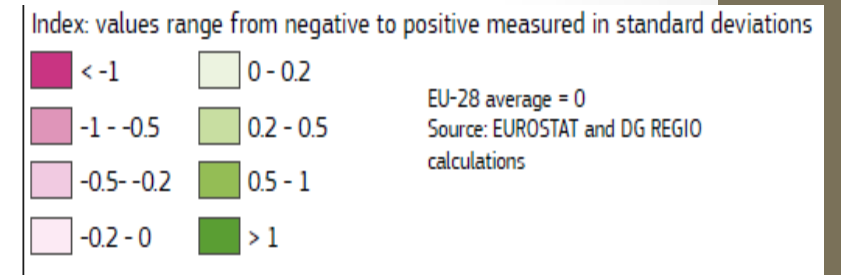 Index: values range from negative to positive measured in standard deviations
< -1
0 - 0.2
-1 - -0.5
0.2 - 0.5
-0.5- -0.2
0.5 - 1
-0.2 - 0
> 1
EU-28 average = 0
Source: EUROSTAT and DG REGIO
calculations